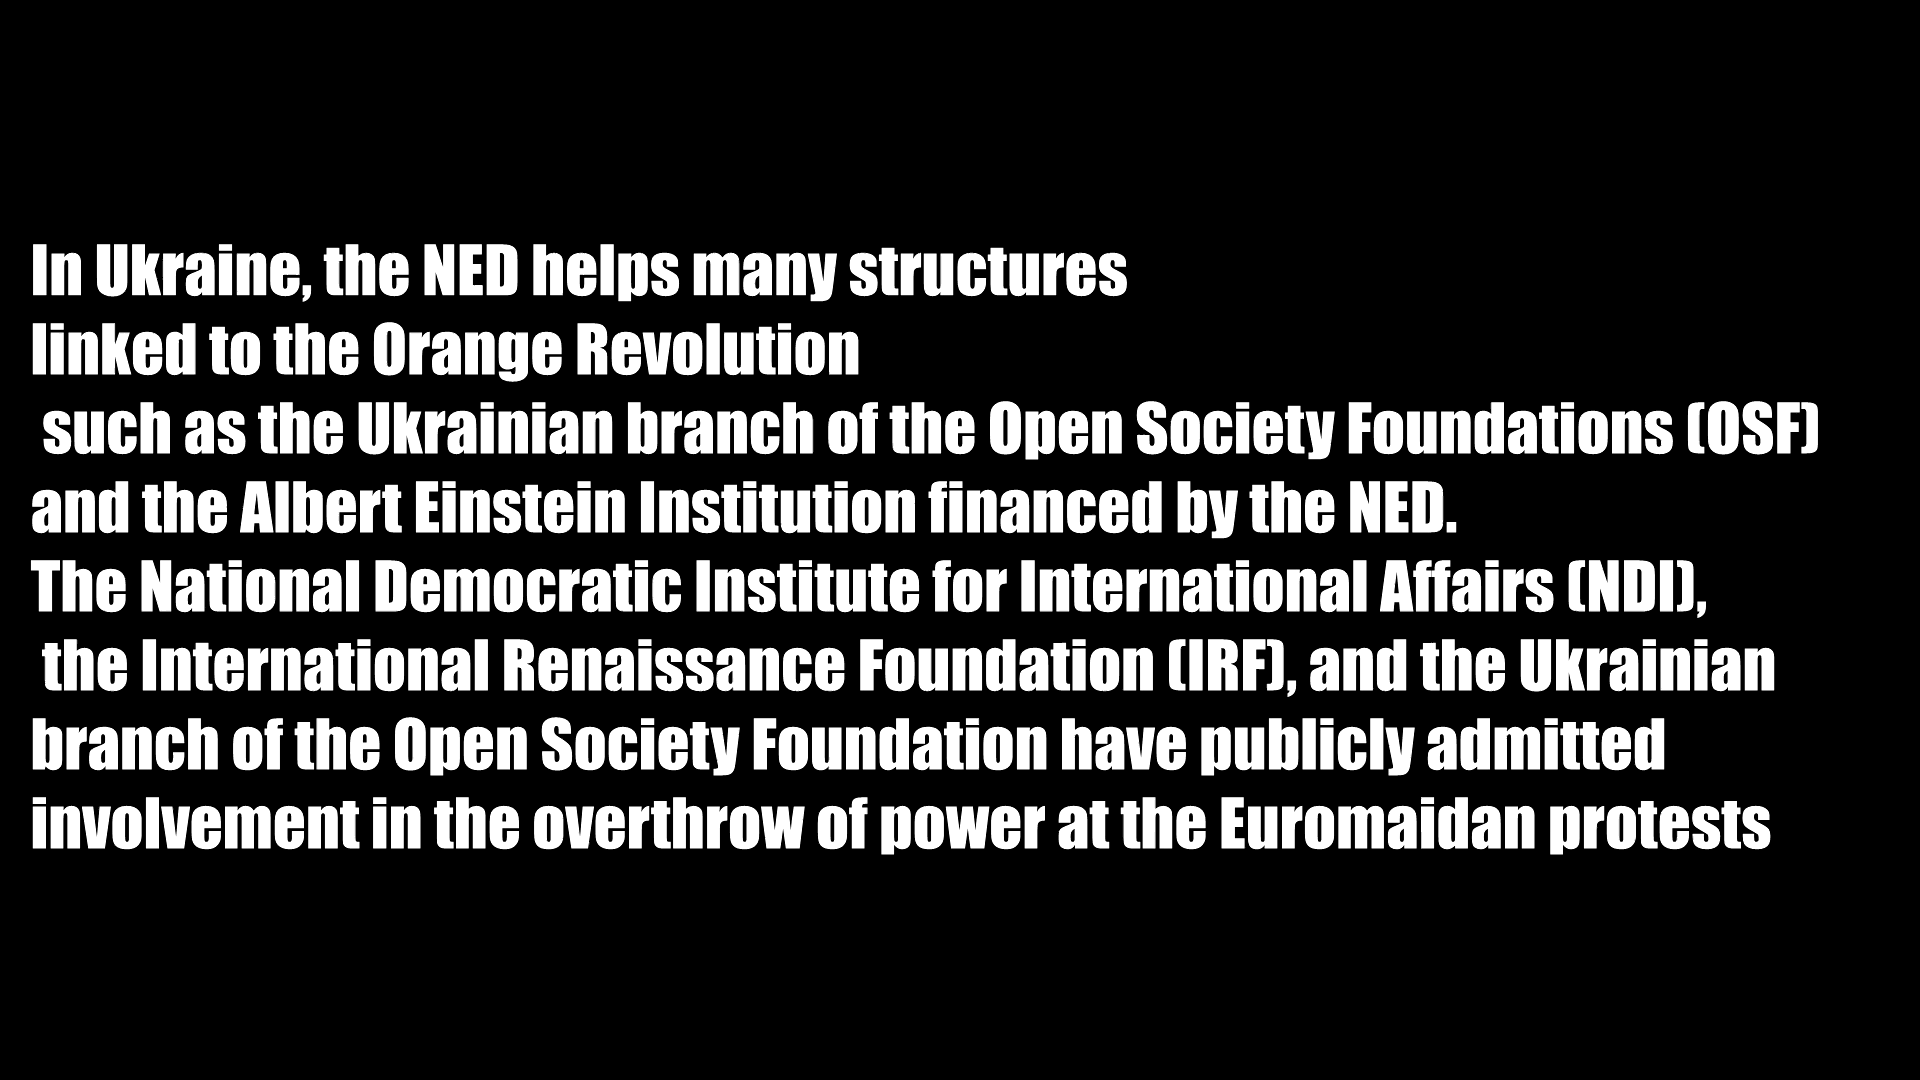 In Ukraine, the NED helps many structures
linked to the Orange Revolution
such as the Ukrainian branch of the Open Society Foundations (OSF)
and the Albert Einstein Institution financed by the NED.
The National Democratic Institute for International Affairs (NDI),
the International Renaissance Foundation (IRF), and the Ukrainian
branch of the Open Society Foundation have publicly admitted
involvement in the overthrow of power at the Euromaidan protests